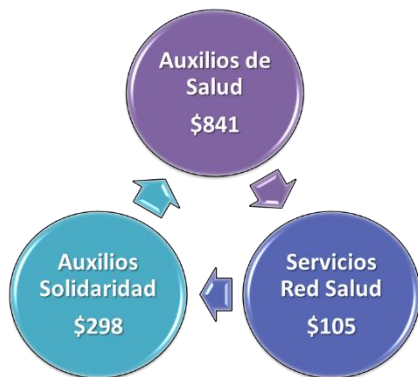 Auxilios de
Salud
$841
Auxilios
Solidaridad
$298
Servicios
Red Salud
$105